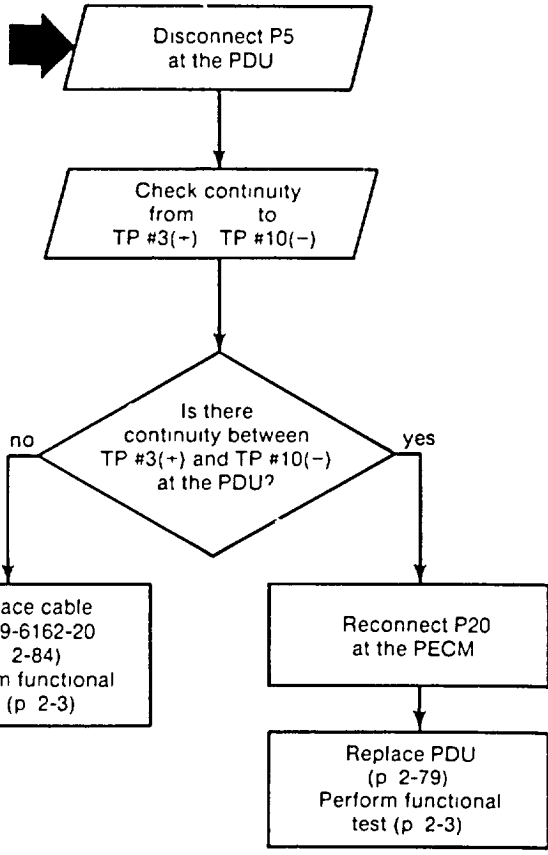 Disconnect P5
at the PDU
Check continuity
from to
TP #3(+) TP #10(−)
Is there
continuity between
TP #3(+) and TP #10(−)
at the PDU?
no
yes
ace cable
9-6162-20
2-84)
m functional
(p 2-3)
Reconnect P20
at the PECM
Replace PDU
(p 2-79)
Perform functional
test (p 2-3)